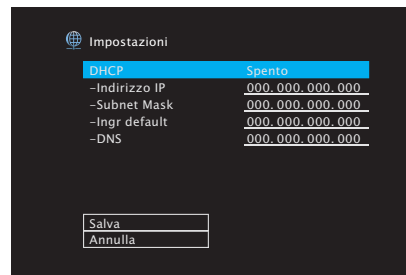 Impostazioni
DHCP Spento
-Indirizzo IP 000.000.000.000
-Subnet Mask 000.000.000.000
-Ingr default 000.000.000.000
-DNS 000.000.000.000
Salva
Annulla